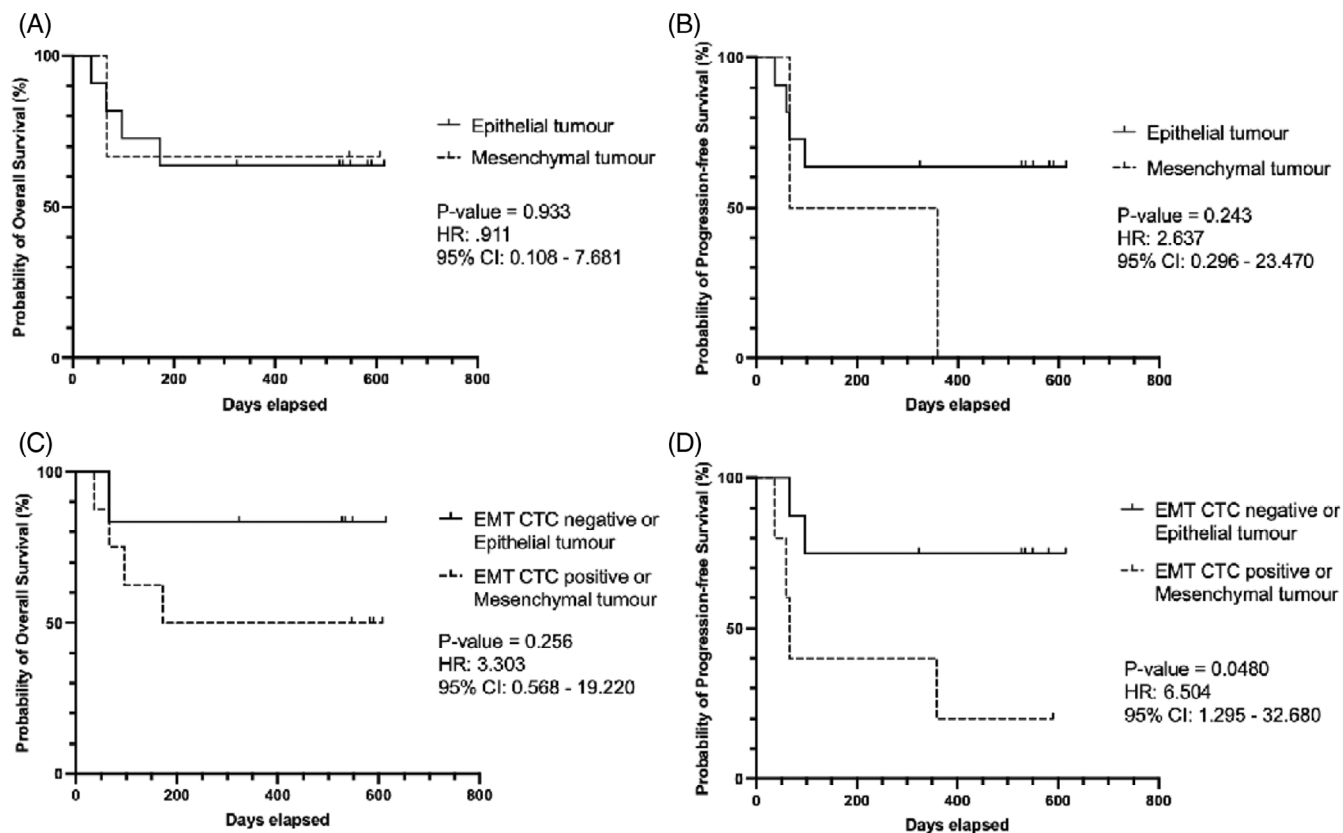 (A)
Probability of Overall Survival (%)
100
50
0
0 200 400 600 800
Days elapsed
Epithelial tumour
Mesenchymal tumour
P-value = 0.933
HR: .911
95% CI: 0.108 - 7.681
(B)
Probability of Progression-free Survival (%)
100
50
0
0 200 400 600 800
Days elapsed
Epithelial tumour
Mesenchymal tumour
P-value = 0.243
HR: 2.637
95% CI: 0.296 - 23.470
(C)
Probability of Overall Survival (%)
100
50
0
0 200 400 600 800
Days elapsed
EMT CTC negative or
Epithelial tumour
EMT CTC positive or
Mesenchymal tumour
P-value = 0.256
HR: 3.303
95% CI: 0.568 - 19.220
(D)
Probability of Progression-free Survival (%)
100
50
0
0 200 400 600 800
Days elapsed
EMT CTC negative or
Epithelial tumour
EMT CTC positive or
Mesenchymal tumour
P-value = 0.0480
HR: 6.504
95% CI: 1.295 - 32.680